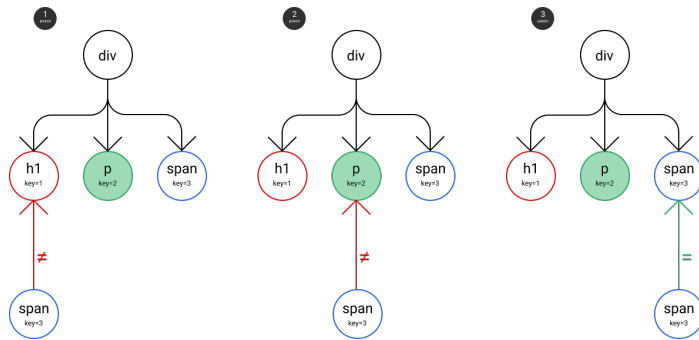 1
2
3
div
div
div
h1
key=1
p
key=2
span
key=3
h1
key=1
p
key=2
span
key=3
h1
key=1
p
key=2
span
key=3
≠
≠
=
span
key=3
span
key=3
span
key=3